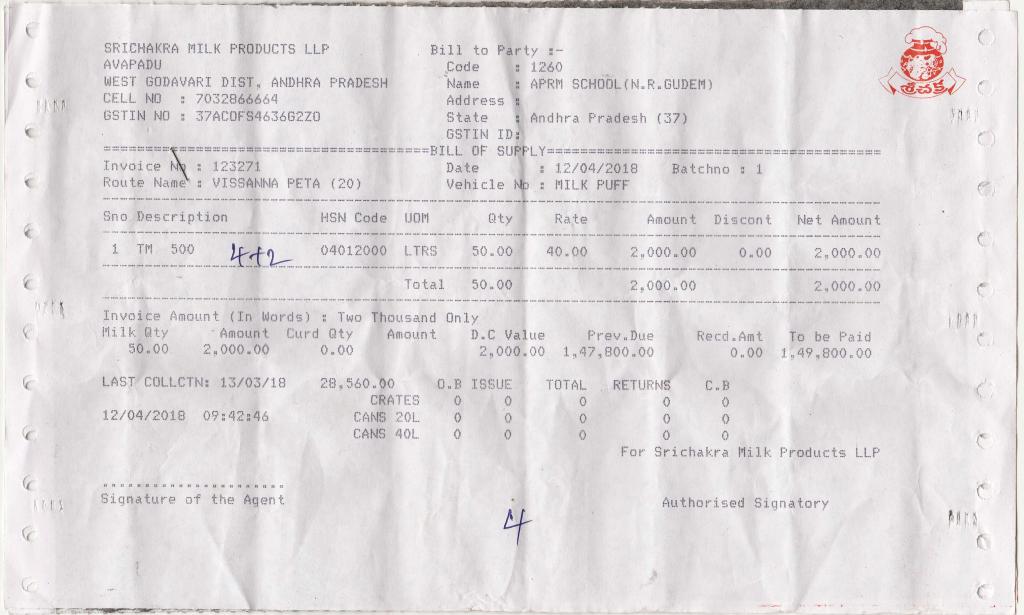 SRICHAKRA MILK PRODUCTS LLP
AVAPADU
WEST GODAVARI DIST, ANDHRA PRADESH
CELL NO : 7032866664
GSTIN NO : 37ACOFS4636G2Z0
Bill to Party :-
Code : 1260
Name : APRM SCHOOL(N.R.GUDEM)
Address :
State : Andhra Pradesh (37)
GSTIN ID:
శ్రీచక్ర
BILL OF SUPPLY
Invoice No : 123271 Date : 12/04/2018 Batchno : 1
Route Name : VISSANNA PETA (20) Vehicle No : MILK PUFF
Sno Description HSN Code UOM Qty Rate Amount Discont Net Amount
1 TM 500 4+2 04012000 LTRS 50.00 40.00 2,000.00 0.00 2,000.00
Total 50.00 2,000.00 2,000.00
Invoice Amount (In Words) : Two Thousand Only
Milk Qty Amount Curd Qty Amount D.C Value Prev.Due Recd.Amt To be Paid
50.00 2,000.00 0.00 2,000.00 1,47,800.00 0.00 1,49,800.00
LAST COLLCTN: 13/03/18 28,560.00 O.B ISSUE TOTAL RETURNS C.B
CRATES 0 0 0 0 0
12/04/2018 09:42:46 CANS 20L 0 0 0 0 0
CANS 40L 0 0 0 0 0
For Srichakra Milk Products LLP
Signature of the Agent
Authorised Signatory
4